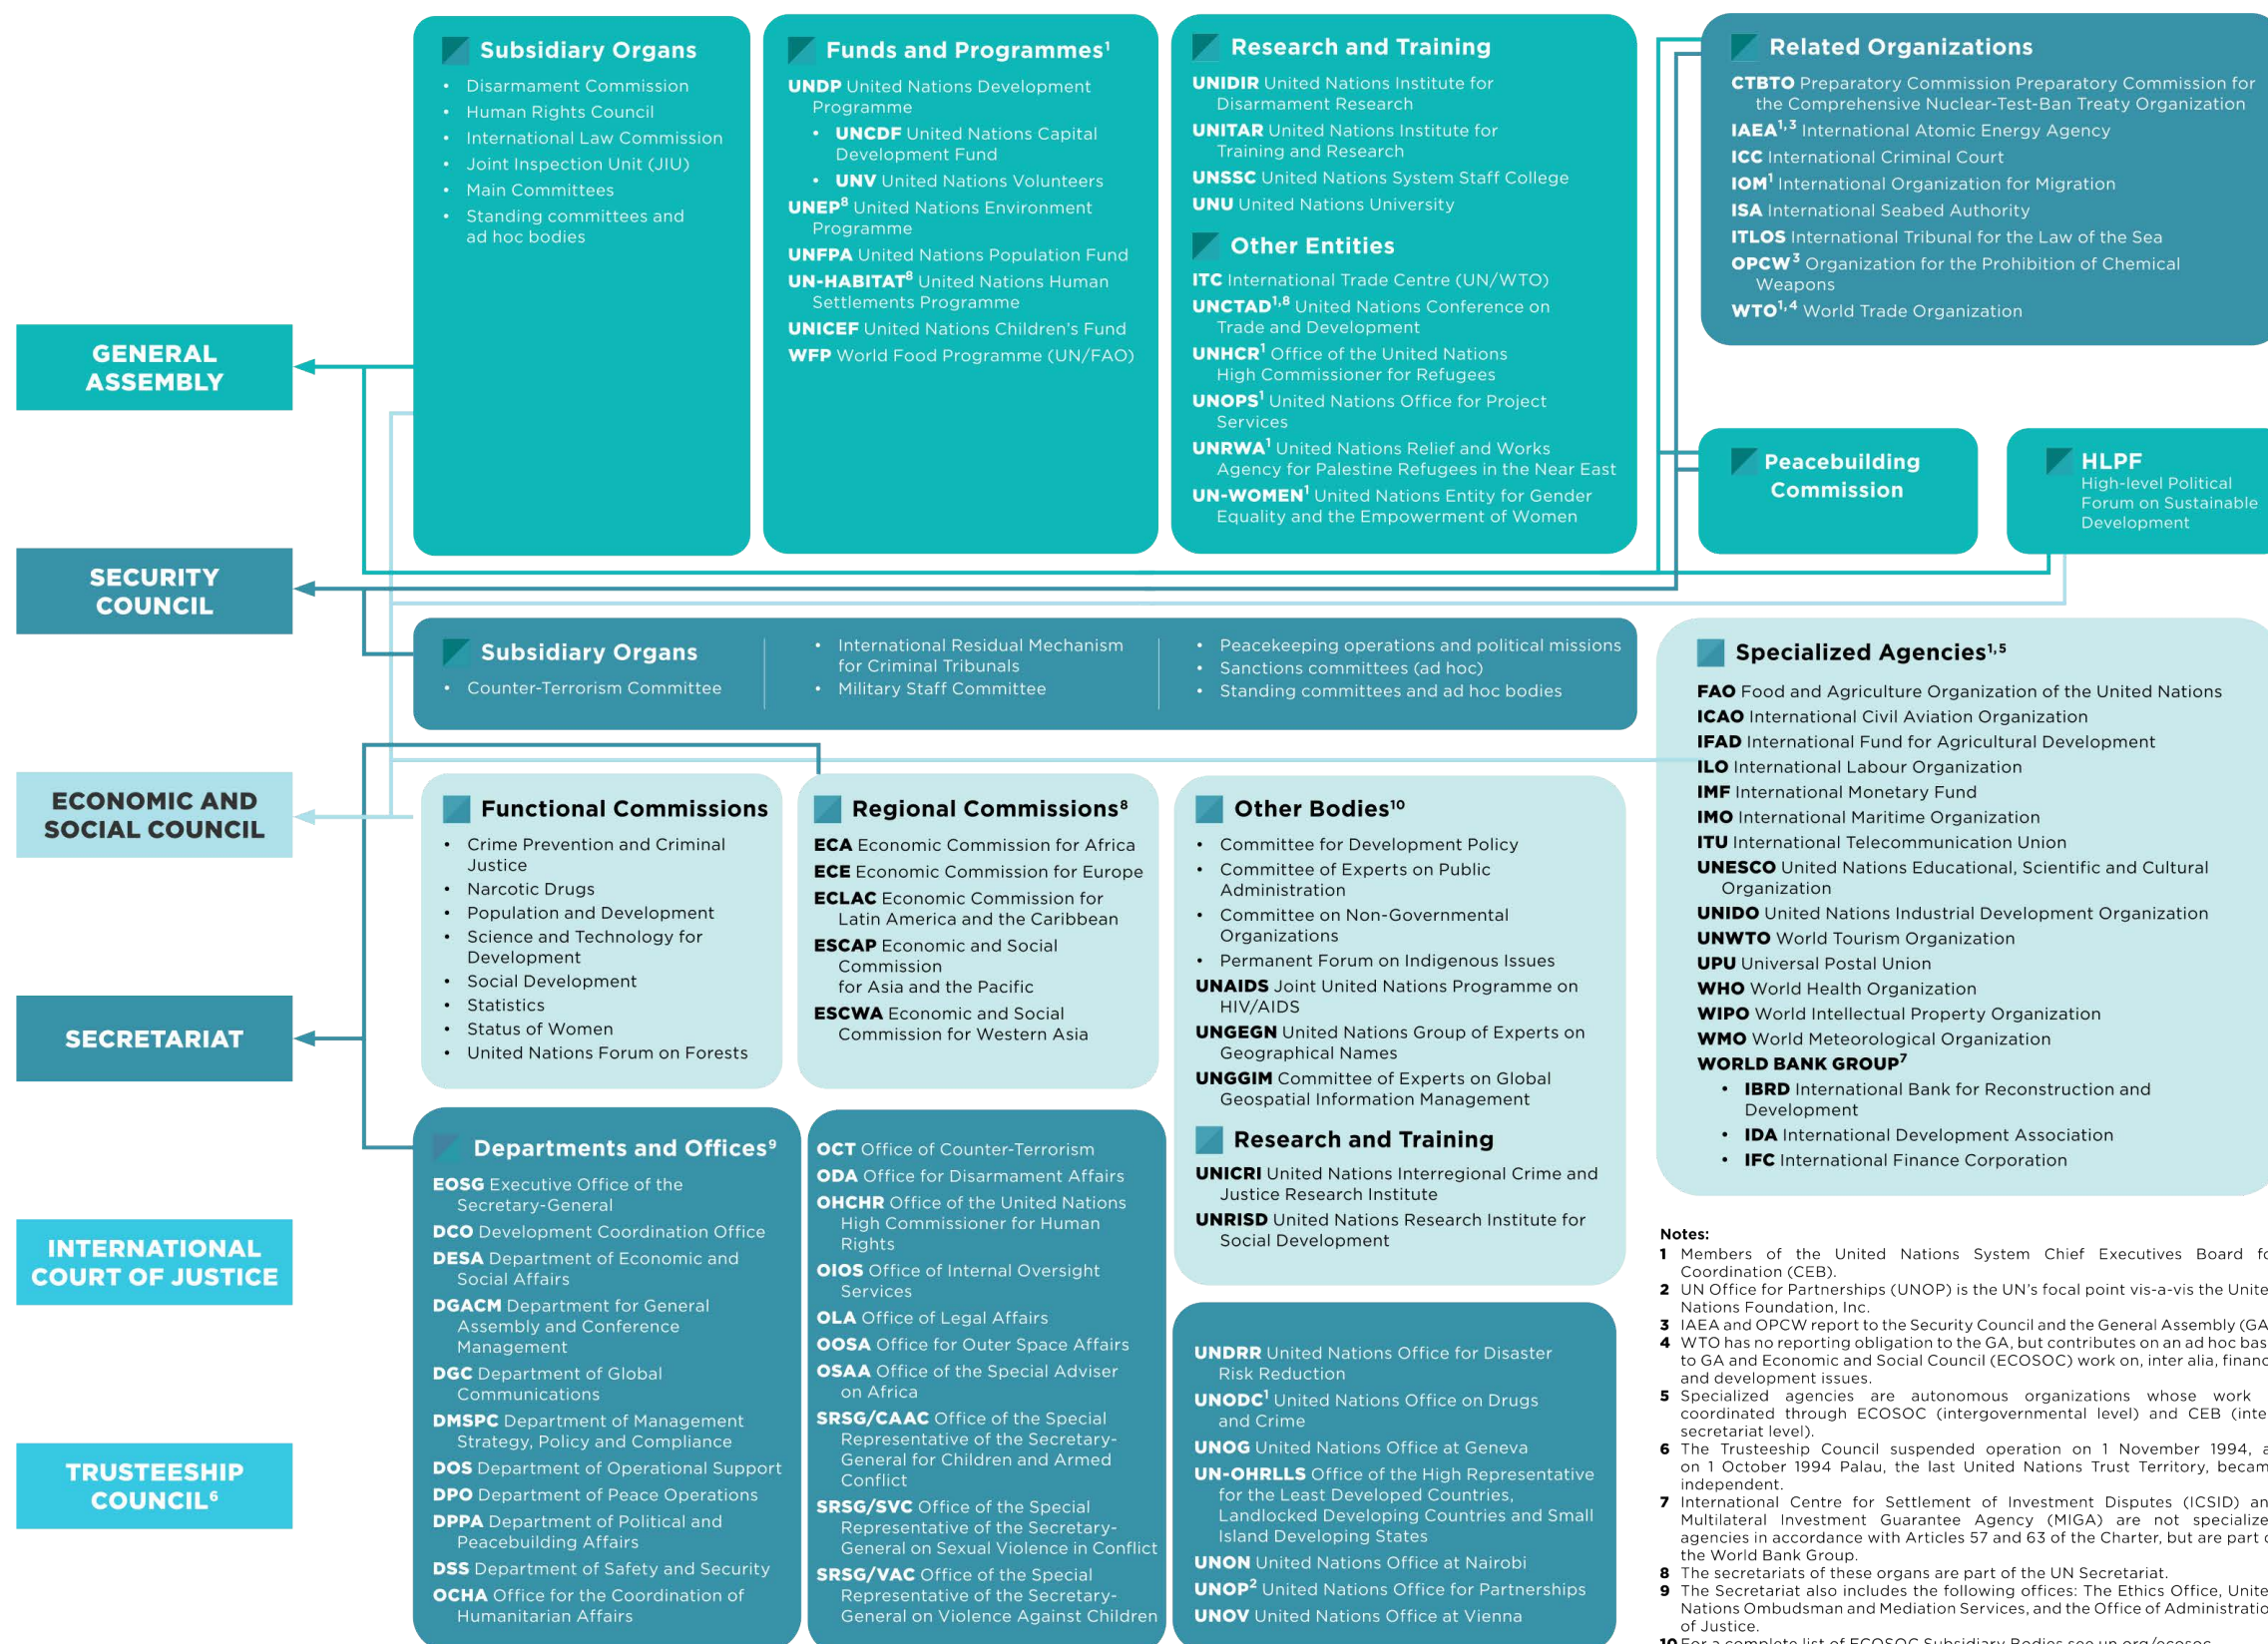 GENERAL
ASSEMBLY
SECURITY
COUNCIL
ECONOMIC AND
SOCIAL COUNCIL
SECRETARIAT
INTERNATIONAL
COURT OF JUSTICE
TRUSTEESHIP
COUNCIL⁶
Subsidiary Organs
• Disarmament Commission
• Human Rights Council
• International Law Commission
• Joint Inspection Unit (JIU)
• Main Committees
• Standing committees and
ad hoc bodies
Funds and Programmes¹
UNDP United Nations Development
Programme
• UNCDF United Nations Capital
Development Fund
• UNV United Nations Volunteers
UNEP⁸ United Nations Environment
Programme
UNFPA United Nations Population Fund
UN-HABITAT⁸ United Nations Human
Settlements Programme
UNICEF United Nations Children's Fund
WFP World Food Programme (UN/FAO)
Research and Training
UNIDIR United Nations Institute for
Disarmament Research
UNITAR United Nations Institute for
Training and Research
UNSSC United Nations System Staff College
UNU United Nations University
Other Entities
ITC International Trade Centre (UN/WTO)
UNCTAD¹,⁸ United Nations Conference on
Trade and Development
UNHCR¹ Office of the United Nations
High Commissioner for Refugees
UNOPS¹ United Nations Office for Project
Services
UNRWA¹ United Nations Relief and Works
Agency for Palestine Refugees in the Near East
UN-WOMEN¹ United Nations Entity for Gender
Equality and the Empowerment of Women
Related Organizations
CTBTO Preparatory Commission Preparatory Commission for
the Comprehensive Nuclear-Test-Ban Treaty Organization
IAEA¹,³ International Atomic Energy Agency
ICC International Criminal Court
IOM¹ International Organization for Migration
ISA International Seabed Authority
ITLOS International Tribunal for the Law of the Sea
OPCW³ Organization for the Prohibition of Chemical
Weapons
WTO¹,⁴ World Trade Organization
Peacebuilding
Commission
HLPF
High-level Political
Forum on Sustainable
Development
Subsidiary Organs
• Counter-Terrorism Committee
• International Residual Mechanism
for Criminal Tribunals
• Military Staff Committee
• Peacekeeping operations and political missions
• Sanctions committees (ad hoc)
• Standing committees and ad hoc bodies
Functional Commissions
• Crime Prevention and Criminal
Justice
• Narcotic Drugs
• Population and Development
• Science and Technology for
Development
• Social Development
• Statistics
• Status of Women
• United Nations Forum on Forests
Regional Commissions⁸
ECA Economic Commission for Africa
ECE Economic Commission for Europe
ECLAC Economic Commission for
Latin America and the Caribbean
ESCAP Economic and Social
Commission
for Asia and the Pacific
ESCWA Economic and Social
Commission for Western Asia
Other Bodies¹⁰
• Committee for Development Policy
• Committee of Experts on Public
Administration
• Committee on Non-Governmental
Organizations
• Permanent Forum on Indigenous Issues
UNAIDS Joint United Nations Programme on
HIV/AIDS
UNGEGN United Nations Group of Experts on
Geographical Names
UNGGIM Committee of Experts on Global
Geospatial Information Management
Research and Training
UNICRI United Nations Interregional Crime and
Justice Research Institute
UNRISD United Nations Research Institute for
Social Development
Specialized Agencies¹,⁵
FAO Food and Agriculture Organization of the United Nations
ICAO International Civil Aviation Organization
IFAD International Fund for Agricultural Development
ILO International Labour Organization
IMF International Monetary Fund
IMO International Maritime Organization
ITU International Telecommunication Union
UNESCO United Nations Educational, Scientific and Cultural
Organization
UNIDO United Nations Industrial Development Organization
UNWTO World Tourism Organization
UPU Universal Postal Union
WHO World Health Organization
WIPO World Intellectual Property Organization
WMO World Meteorological Organization
WORLD BANK GROUP⁷
• IBRD International Bank for Reconstruction and
Development
• IDA International Development Association
• IFC International Finance Corporation
Departments and Offices⁹
EOSG Executive Office of the
Secretary-General
DCO Development Coordination Office
DESA Department of Economic and
Social Affairs
DGACM Department for General
Assembly and Conference
Management
DGC Department of Global
Communications
DMSPC Department of Management
Strategy, Policy and Compliance
DOS Department of Operational Support
DPO Department of Peace Operations
DPPA Department of Political and
Peacebuilding Affairs
DSS Department of Safety and Security
OCHA Office for the Coordination of
Humanitarian Affairs
OCT Office of Counter-Terrorism
ODA Office for Disarmament Affairs
OHCHR Office of the United Nations
High Commissioner for Human
Rights
OIOS Office of Internal Oversight
Services
OLA Office of Legal Affairs
OOSA Office for Outer Space Affairs
OSAA Office of the Special Adviser
on Africa
SRSG/CAAC Office of the Special
Representative of the Secretary-
General for Children and Armed
Conflict
SRSG/SVC Office of the Special
Representative of the Secretary-
General on Sexual Violence in Conflict
SRSG/VAC Office of the Special
Representative of the Secretary-
General on Violence Against Children
UNDRR United Nations Office for Disaster
Risk Reduction
UNODC¹ United Nations Office on Drugs
and Crime
UNOG United Nations Office at Geneva
UN-OHRLLS Office of the High Representative
for the Least Developed Countries,
Landlocked Developing Countries and Small
Island Developing States
UNON United Nations Office at Nairobi
UNOP² United Nations Office for Partnerships
UNOV United Nations Office at Vienna
Notes:
1 Members of the United Nations System Chief Executives Board
Coordination (CEB).
2 UN Office for Partnerships (UNOP) is the UN's focal point vis-a-vis the
Nations Foundation, Inc.
3 IAEA and OPCW report to the Security Council and the General Assembly (GA
4 WTO has no reporting obligation to the GA, but contributes on an ad hoc
to GA and Economic and Social Council (ECOSOC) work on, inter alia,
and development issues.
5 Specialized agencies are autonomous organizations whose work
coordinated through ECOSOC (intergovernmental level) and CEB
secretariat level).
6 The Trusteeship Council suspended operation on 1 November 1994,
on 1 October 1994 Palau, the last United Nations Trust Territory,
independent.
7 International Centre for Settlement of Investment Disputes (ICSID)
Multilateral Investment Guarantee Agency (MIGA) are not
agencies in accordance with Articles 57 and 63 of the Charter, but are part
the World Bank Group.
8 The secretariats of these organs are part of the UN Secretariat.
9 The Secretariat also includes the following offices: The Ethics Office,
Nations Ombudsman and Mediation Services, and the Office of
of Justice.
10 For a complete list of ECOSOC Subsidiary Bodies see un.org/ecosoc